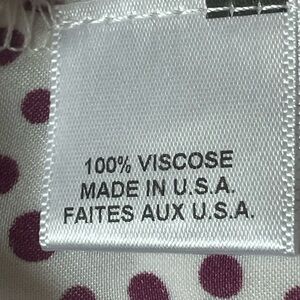 100% VISCOSE
MADE IN U.S.A.
FAITES AUX U.S.A.